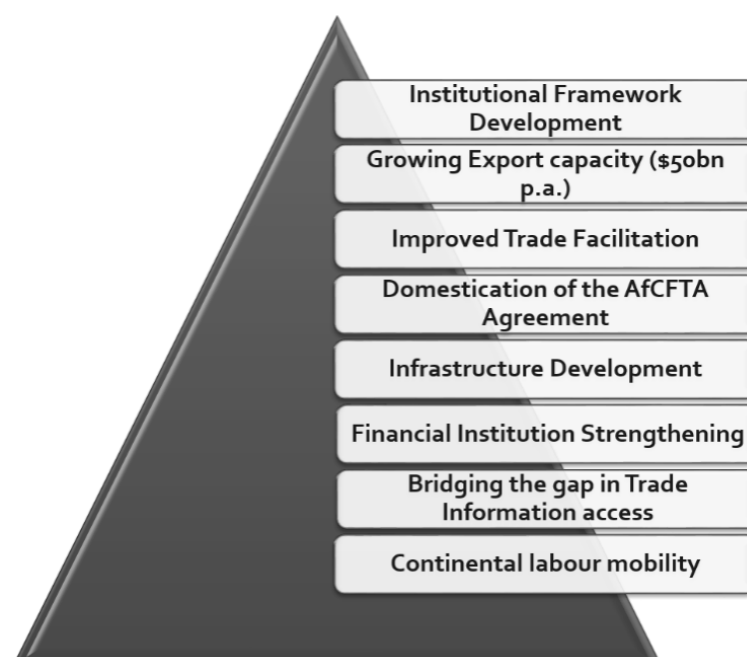 Institutional Framework
Development
Growing Export capacity ($50bn
p.a.)
Improved Trade Facilitation
Domestication of the AfCFTA
Agreement
Infrastructure Development
Financial Institution Strengthening
Bridging the gap in Trade
Information access
Continental labour mobility